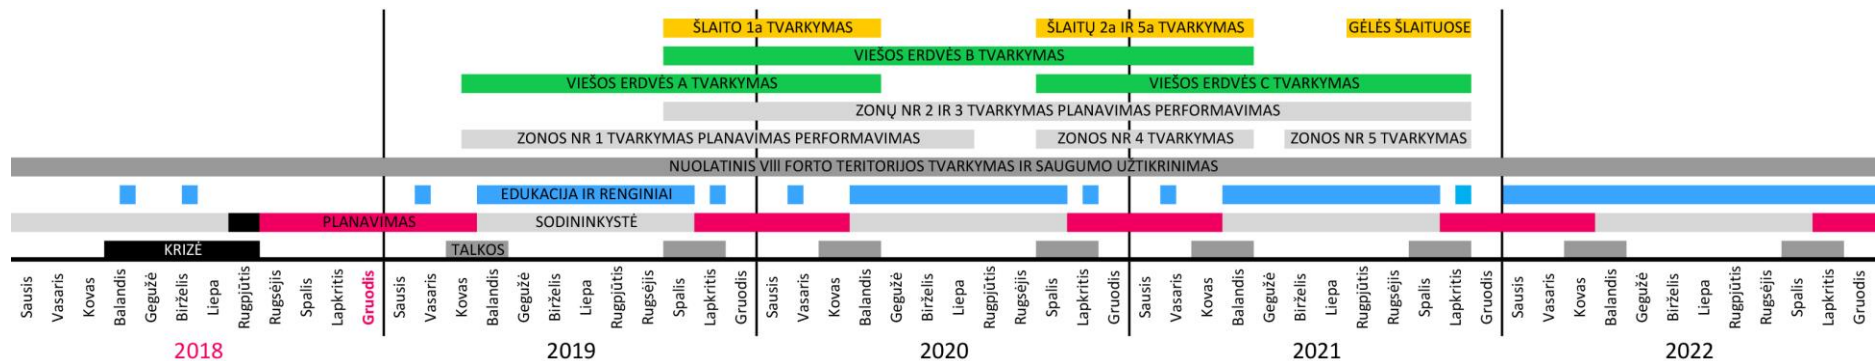 ŠLAITO 1a TVARKYMAS ŠLAITŲ 2a IR 5a TVARKYMAS GĖLĖS ŠLAITUOSE
VIEŠOS ERDVĖS B TVARKYMAS
VIEŠOS ERDVĖS A TVARKYMAS VIEŠOS ERDVĖS C TVARKYMAS
ZONŲ NR 2 IR 3 TVARKYMAS PLANAVIMAS PERFORMAVIMAS
ZONOS NR 1 TVARKYMAS PLANAVIMAS PERFORMAVIMAS ZONOS NR 4 TVARKYMAS ZONOS NR 5 TVARKYMAS
NUOLATINIS VIII FORTO TERITORIJOS TVARKYMAS IR SAUGUMO UŽTIKRINIMAS
EDUKACIJA IR RENGINIAI
PLANAVIMAS SODININKYSTĖ
KRIZĖ TALKOS
Sausis Vasaris Kovas Balandis Gegužė Birželis Liepa Rugpjūtis Rugsėjis Spalis Lapkritis Gruodis Sausis Vasaris Kovas Balandis Gegužė Birželis Liepa Rugpjūtis Rugsėjis Spalis Lapkritis Gruodis Sausis Vasaris Kovas Balandis Gegužė Birželis Liepa Rugpjūtis Rugsėjis Spalis Lapkritis Gruodis Sausis Vasaris Kovas Balandis Gegužė Birželis Liepa Rugpjūtis Rugsėjis Spalis Lapkritis Gruodis Sausis Vasaris Kovas Balandis Gegužė Birželis Liepa Rugpjūtis Rugsėjis Spalis Lapkritis Gruodis
2018 2019 2020 2021 2022